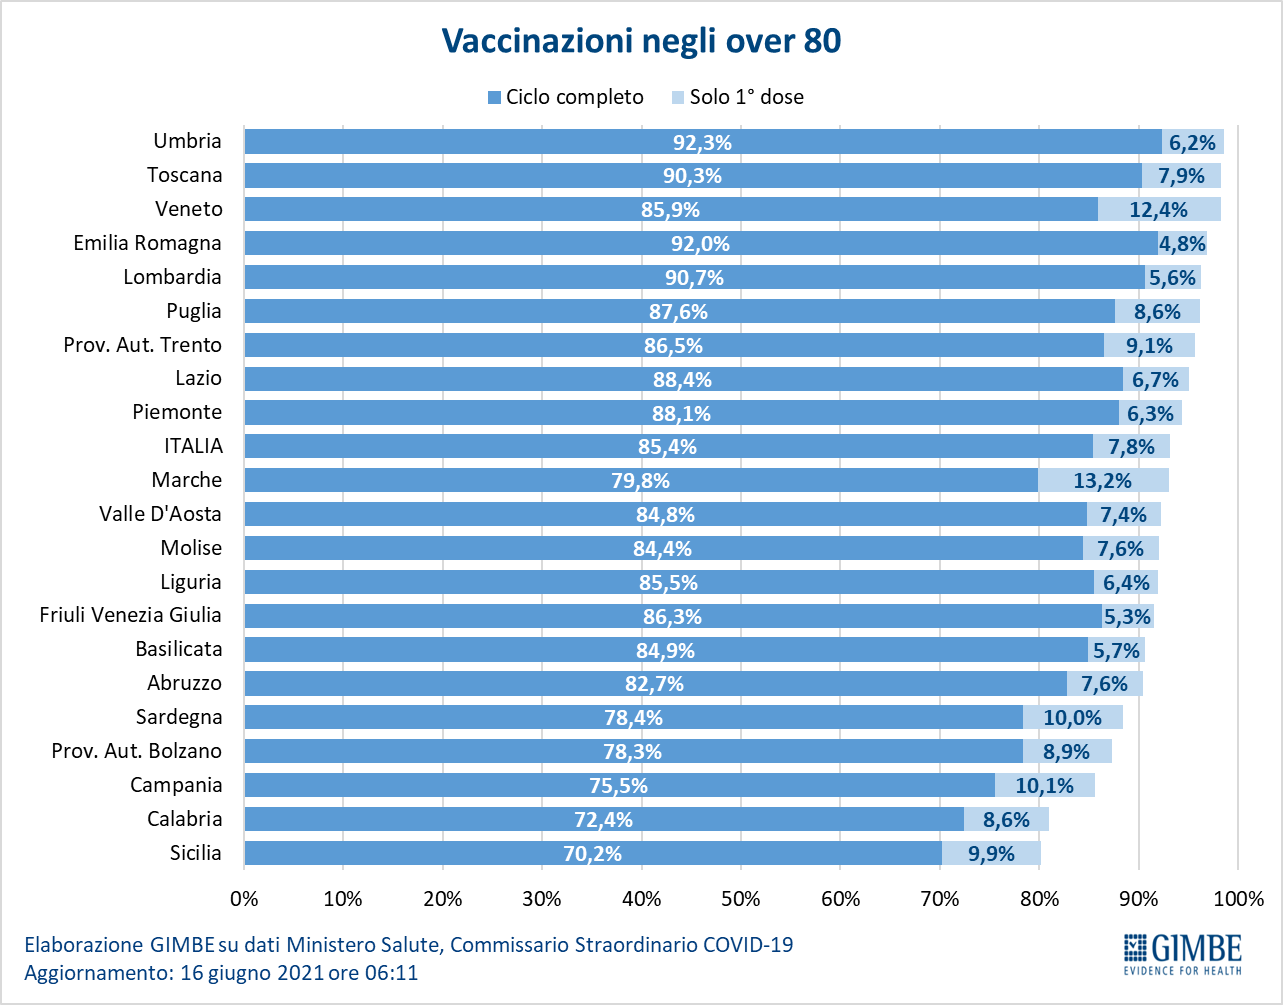 Vaccinazioni negli over 80
Ciclo completo Solo 1° dose
Umbria 92,3% 6,2%
Toscana 90,3% 7,9%
Veneto 85,9% 12,4%
Emilia Romagna 92,0% 4,8%
Lombardia 90,7% 5,6%
Puglia 87,6% 8,6%
Prov. Aut. Trento 86,5% 9,1%
Lazio 88,4% 6,7%
Piemonte 88,1% 6,3%
ITALIA 85,4% 7,8%
Marche 79,8% 13,2%
Valle D'Aosta 84,8% 7,4%
Molise 84,4% 7,6%
Liguria 85,5% 6,4%
Friuli Venezia Giulia 86,3% 5,3%
Basilicata 84,9% 5,7%
Abruzzo 82,7% 7,6%
Sardegna 78,4% 10,0%
Prov. Aut. Bolzano 78,3% 8,9%
Campania 75,5% 10,1%
Calabria 72,4% 8,6%
Sicilia 70,2% 9,9%
0% 10% 20% 30% 40% 50% 60% 70% 80% 90% 100%
Elaborazione GIMBE su dati Ministero Salute, Commissario Straordinario COVID-19
Aggiornamento: 16 giugno 2021 ore 06:11
GIMBE
EVIDENCE FOR HEALTH